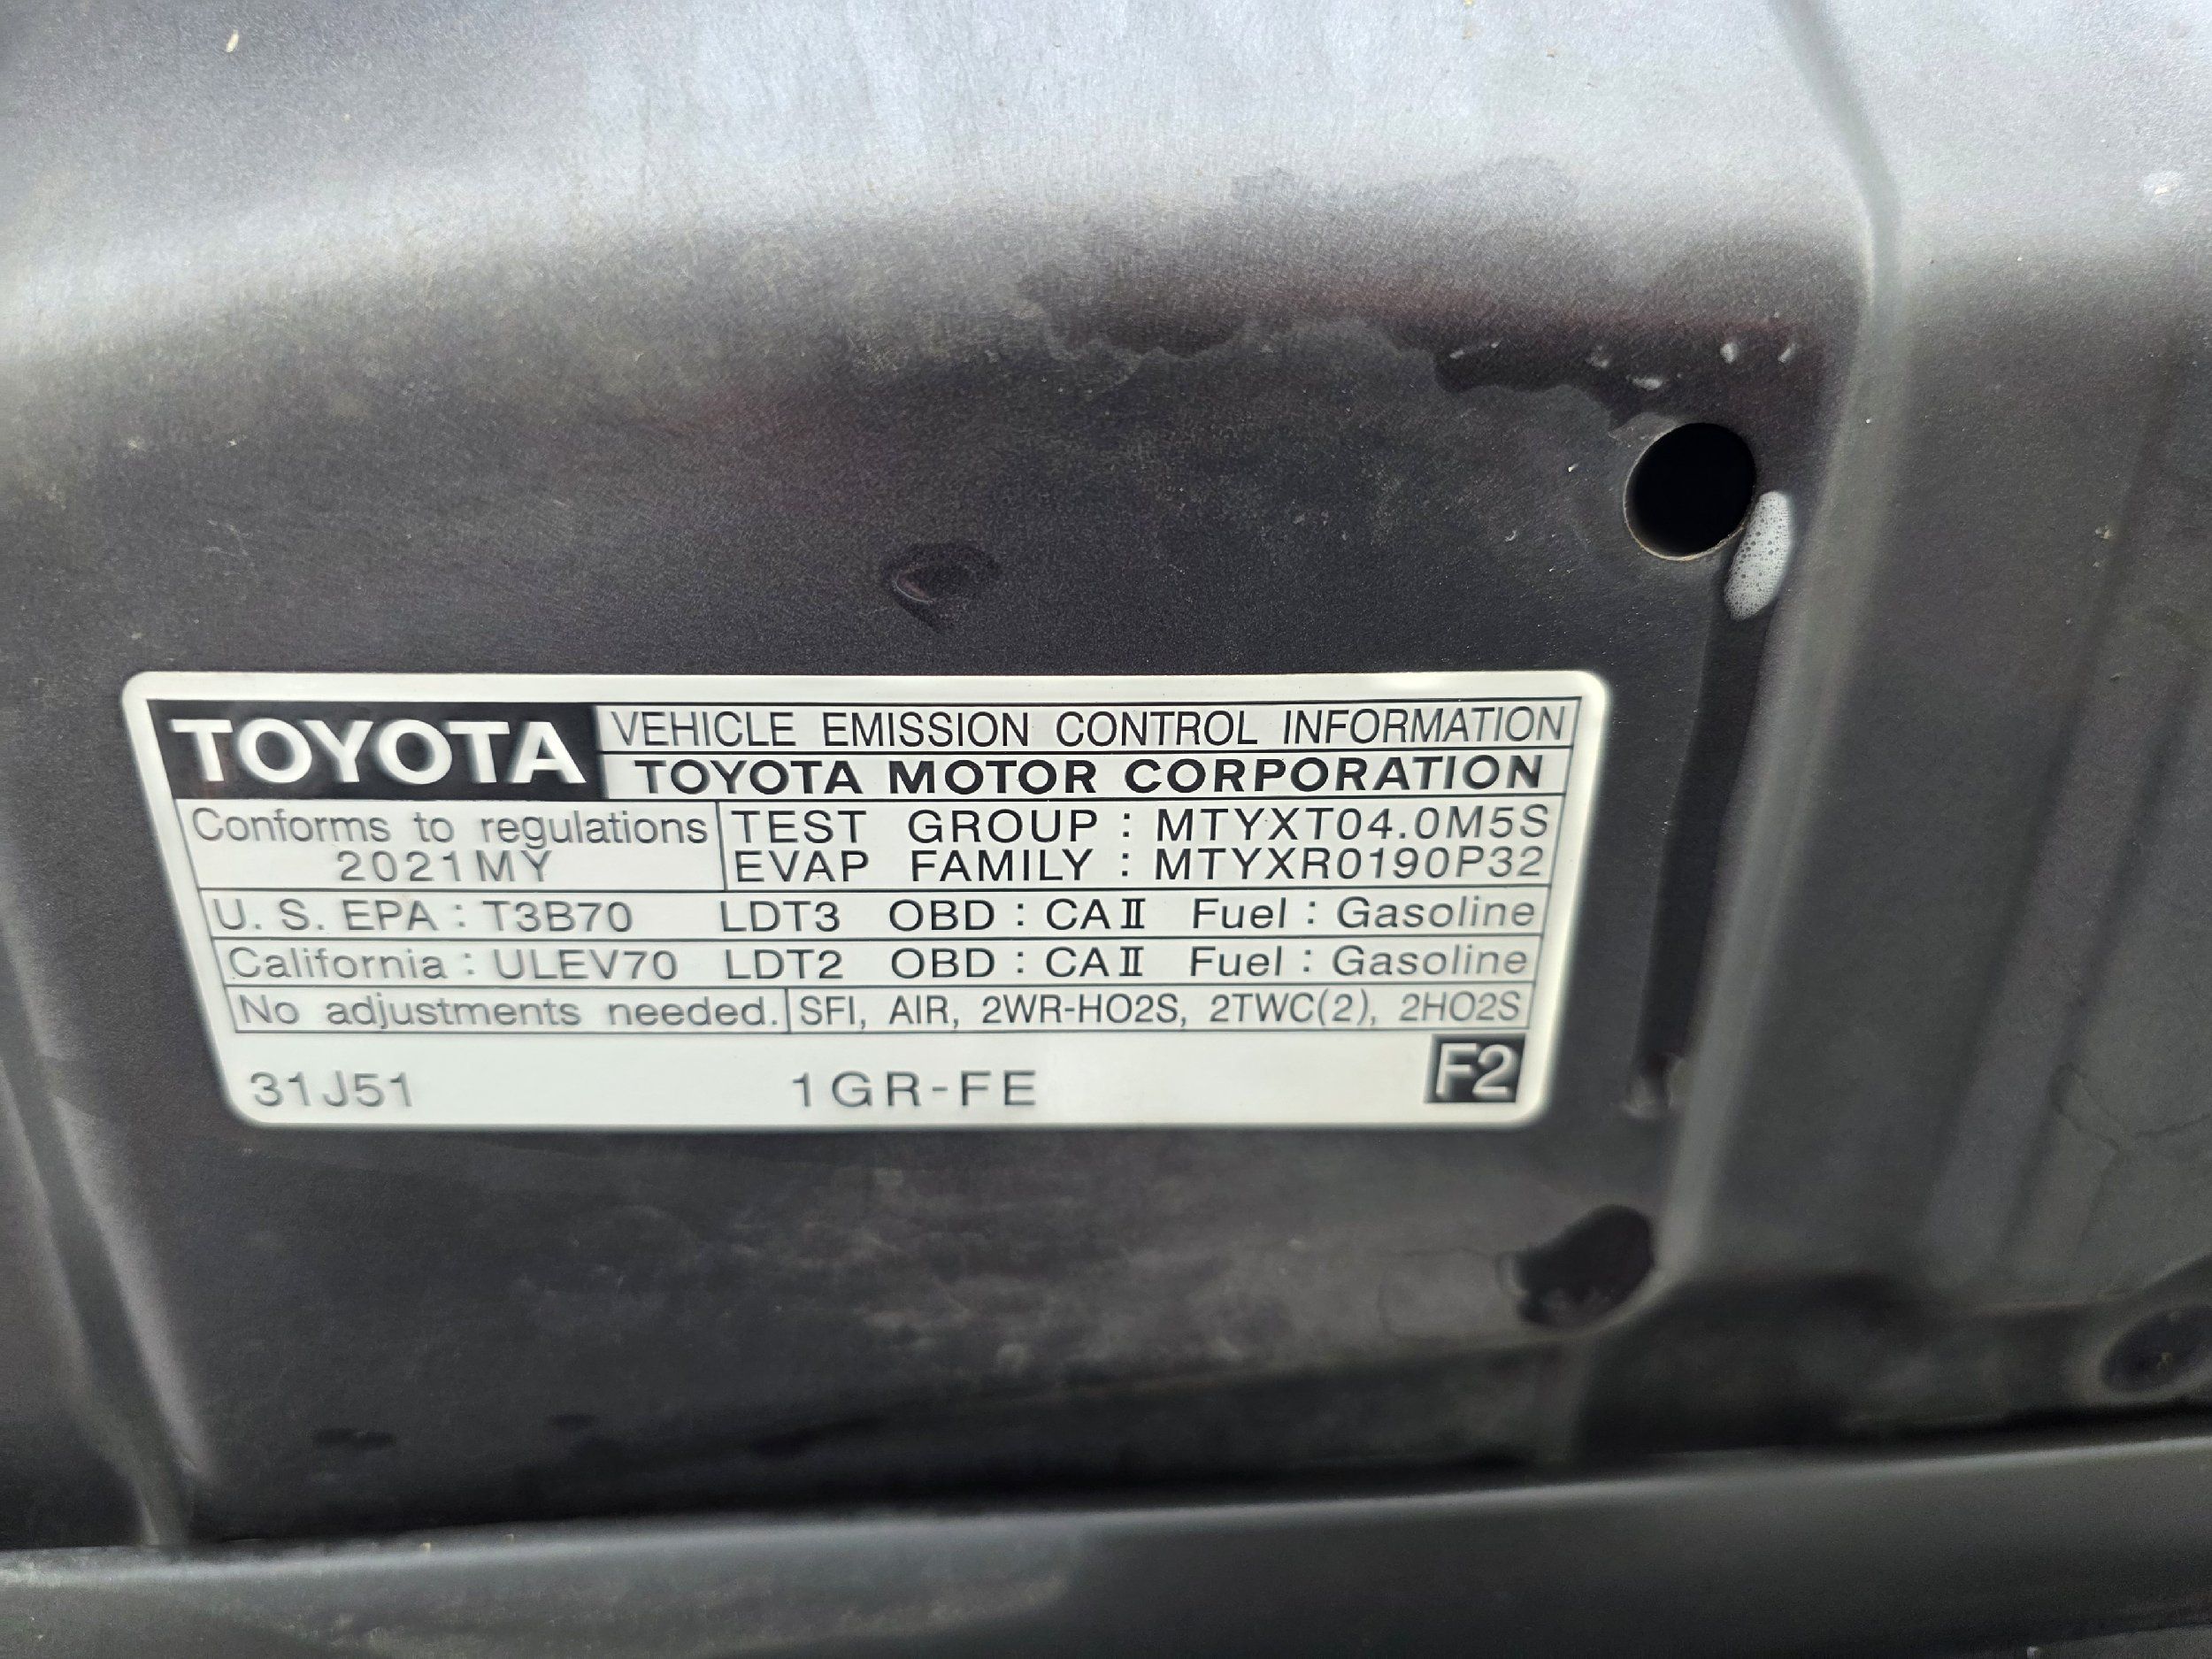 TOYOTA VEHICLE EMISSION CONTROL INFORMATION
TOYOTA MOTOR CORPORATION
Conforms to regulations
2021MY
TEST GROUP : MTYXT04.0M5S
EVAP FAMILY : MTYXR0190P32
U. S. EPA : T3B70 LDT3 OBD : CAⅡ Fuel : Gasoline
California : ULEV70 LDT2 OBD : CAⅡ Fuel : Gasoline
No adjustments needed. SFI, AIR, 2WR-HO2S, 2TWC(2), 2HO2S
31J51 1GR-FE F2